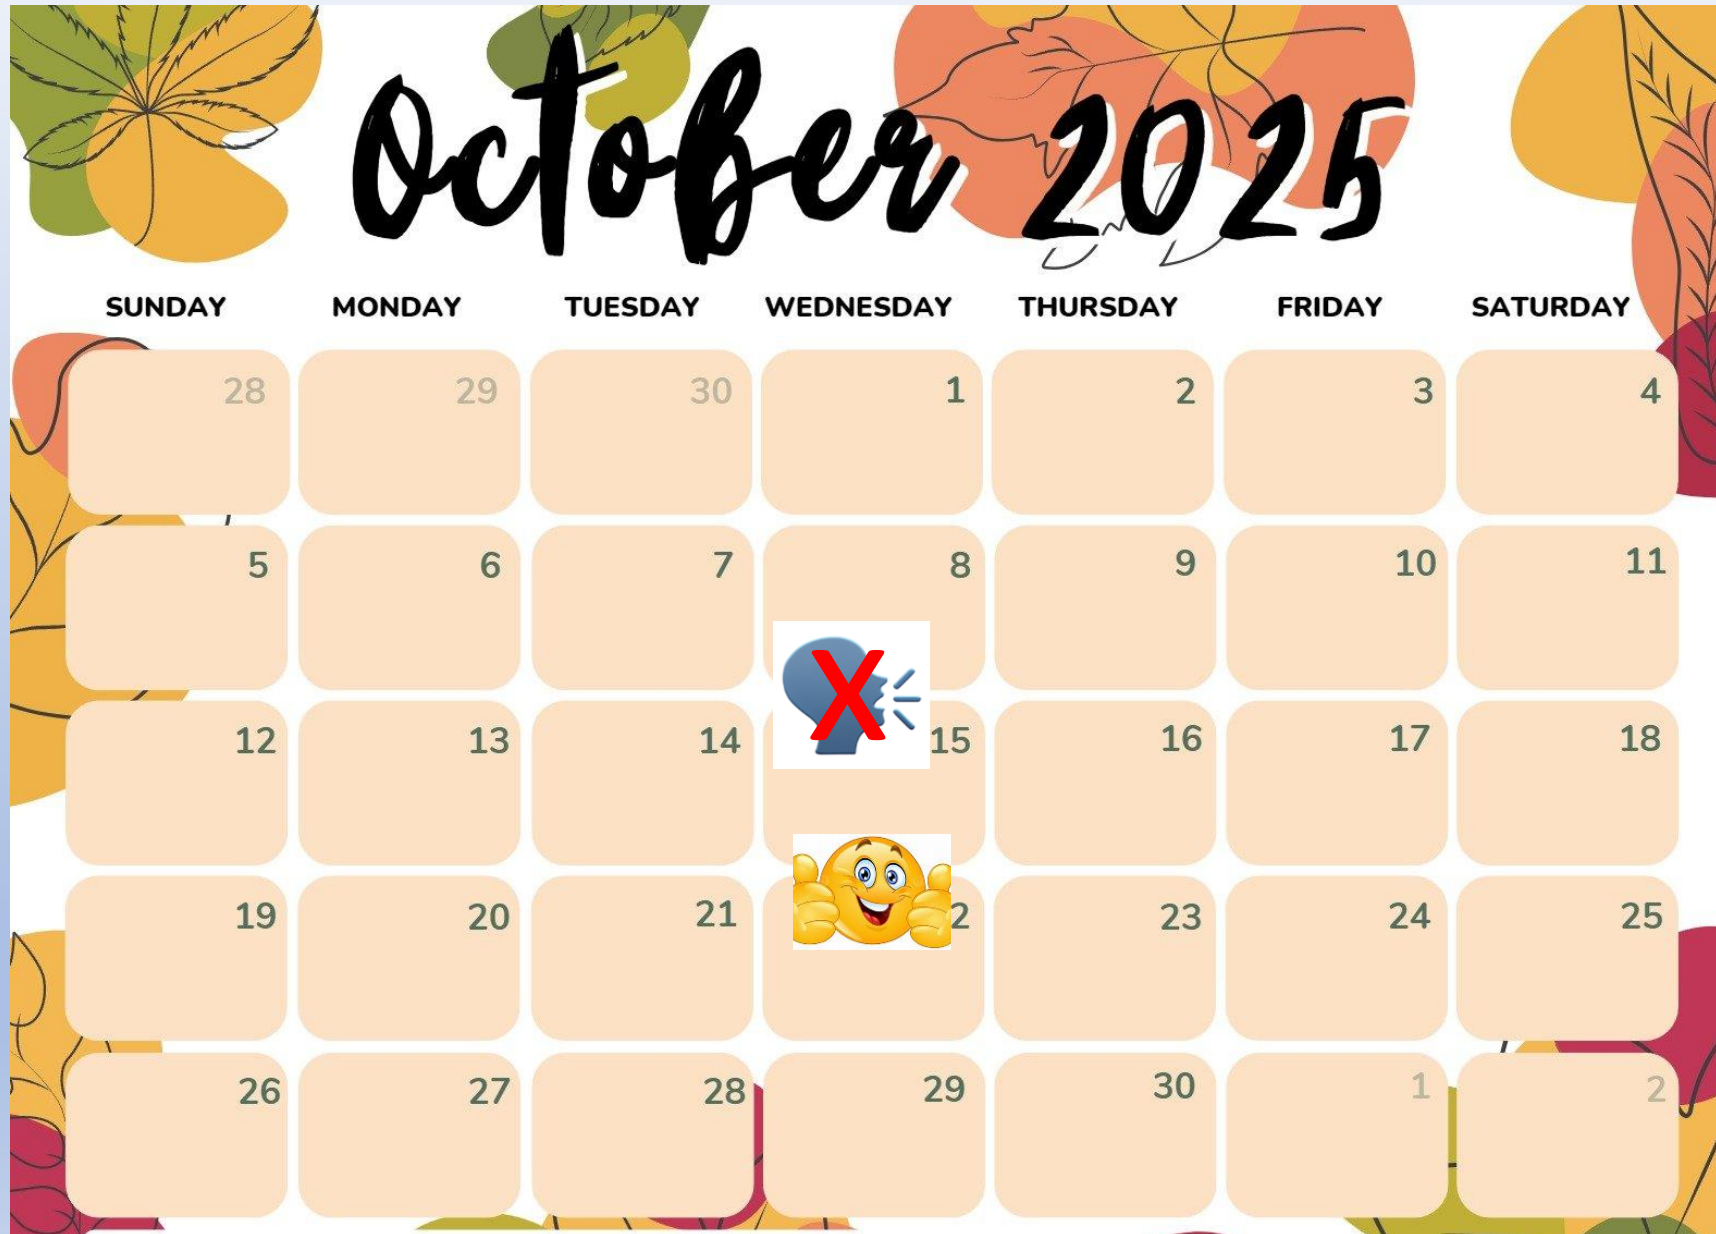 October 2025
SUNDAY MONDAY TUESDAY WEDNESDAY THURSDAY FRIDAY SATURDAY
28 29 30 1 2 3 4
5 6 7 8 9 10 11
X
12 13 14 15 16 17 18
19 20 21 2 23 24 25
26 27 28 29 30 1 2